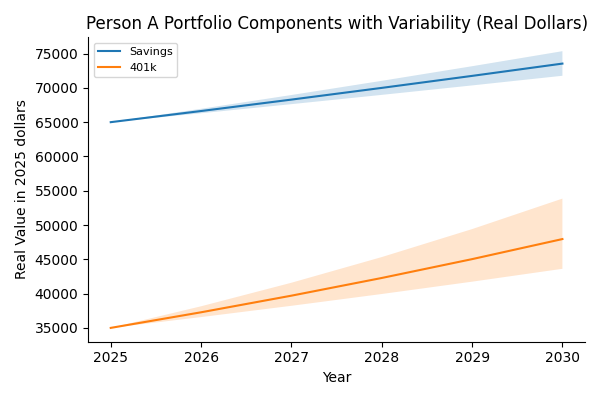 Person A Portfolio Components with Variability (Real Dollars)
Savings
401k
Real Value in 2025 dollars
75000
70000
65000
60000
55000
50000
45000
40000
35000
2025 2026 2027 2028 2029 2030
Year